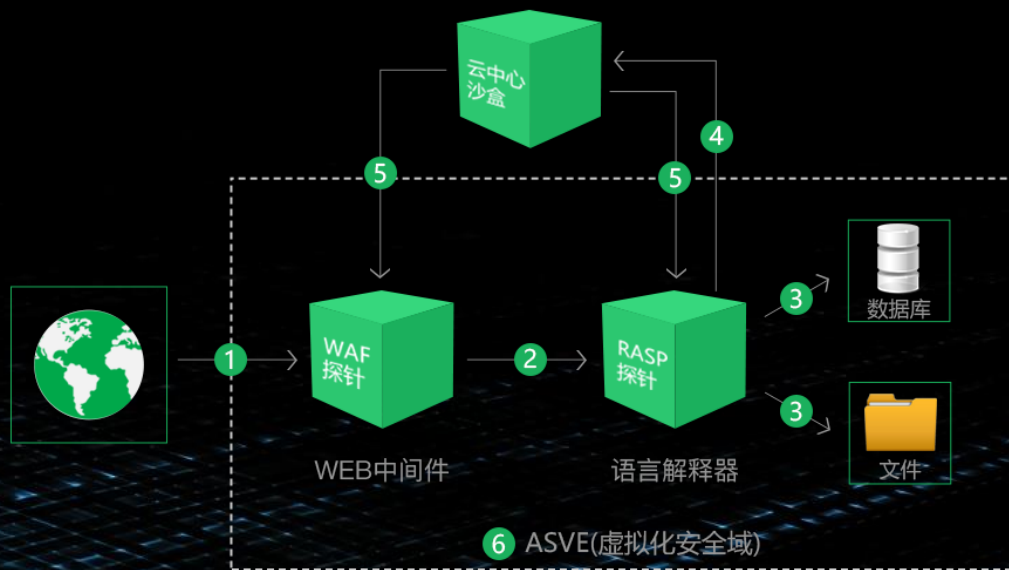 云中心
沙盒
5
5
4
1
WAF
探针
2
RASP
探针
3
数据库
3
文件
WEB中间件
语言解释器
6 ASVE(虚拟化安全域)